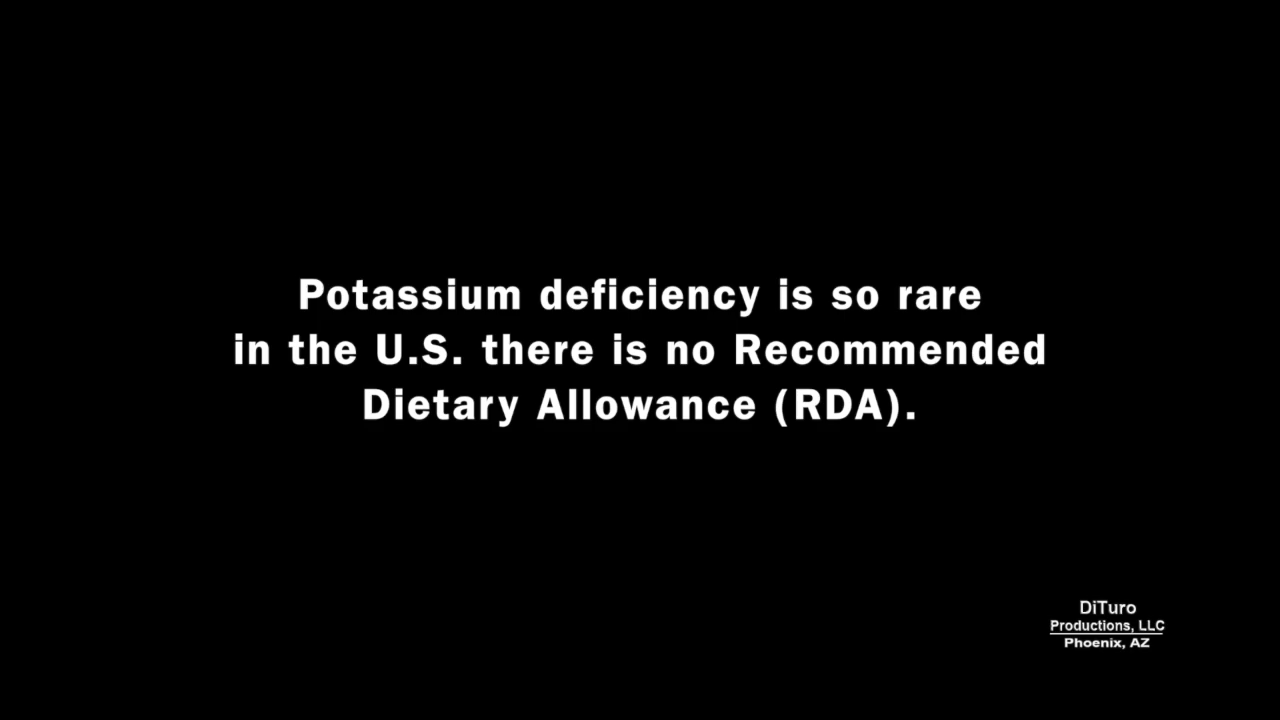 Potassium deficiency is so rare
in the U.S. there is no Recommended
Dietary Allowance (RDA).
DiTuro
Productions, LLC
Phoenix, AZ